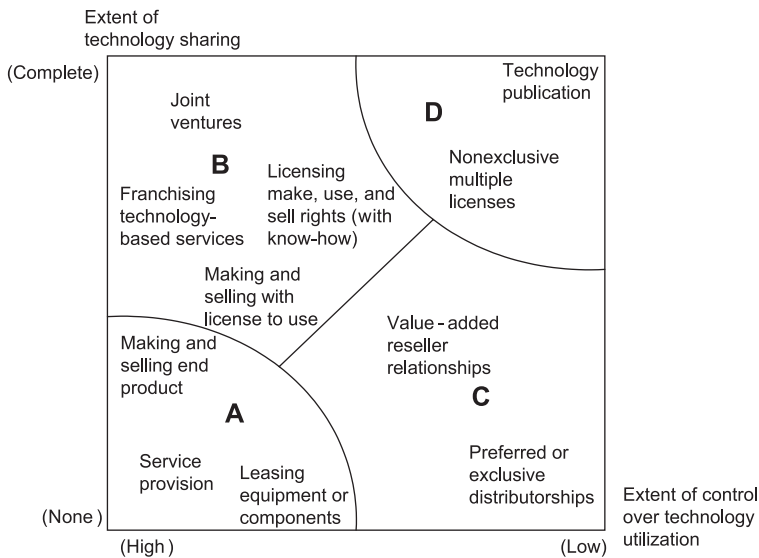 Extent of
technology sharing
(Complete)
Technology
publication
Joint
ventures
D
B
Nonexclusive
multiple
licenses
Licensing
make, use, and
sell rights (with
know-how)
Franchising
technology-
based services
Making and
selling with
license to use
Making and
selling end
product
Value - added
reseller
relationships
A
C
Service
provision
Leasing
equipment or
components
Preferred or
exclusive
distributorships
Extent of control
over technology
utilization
(None)
(High)
(Low)